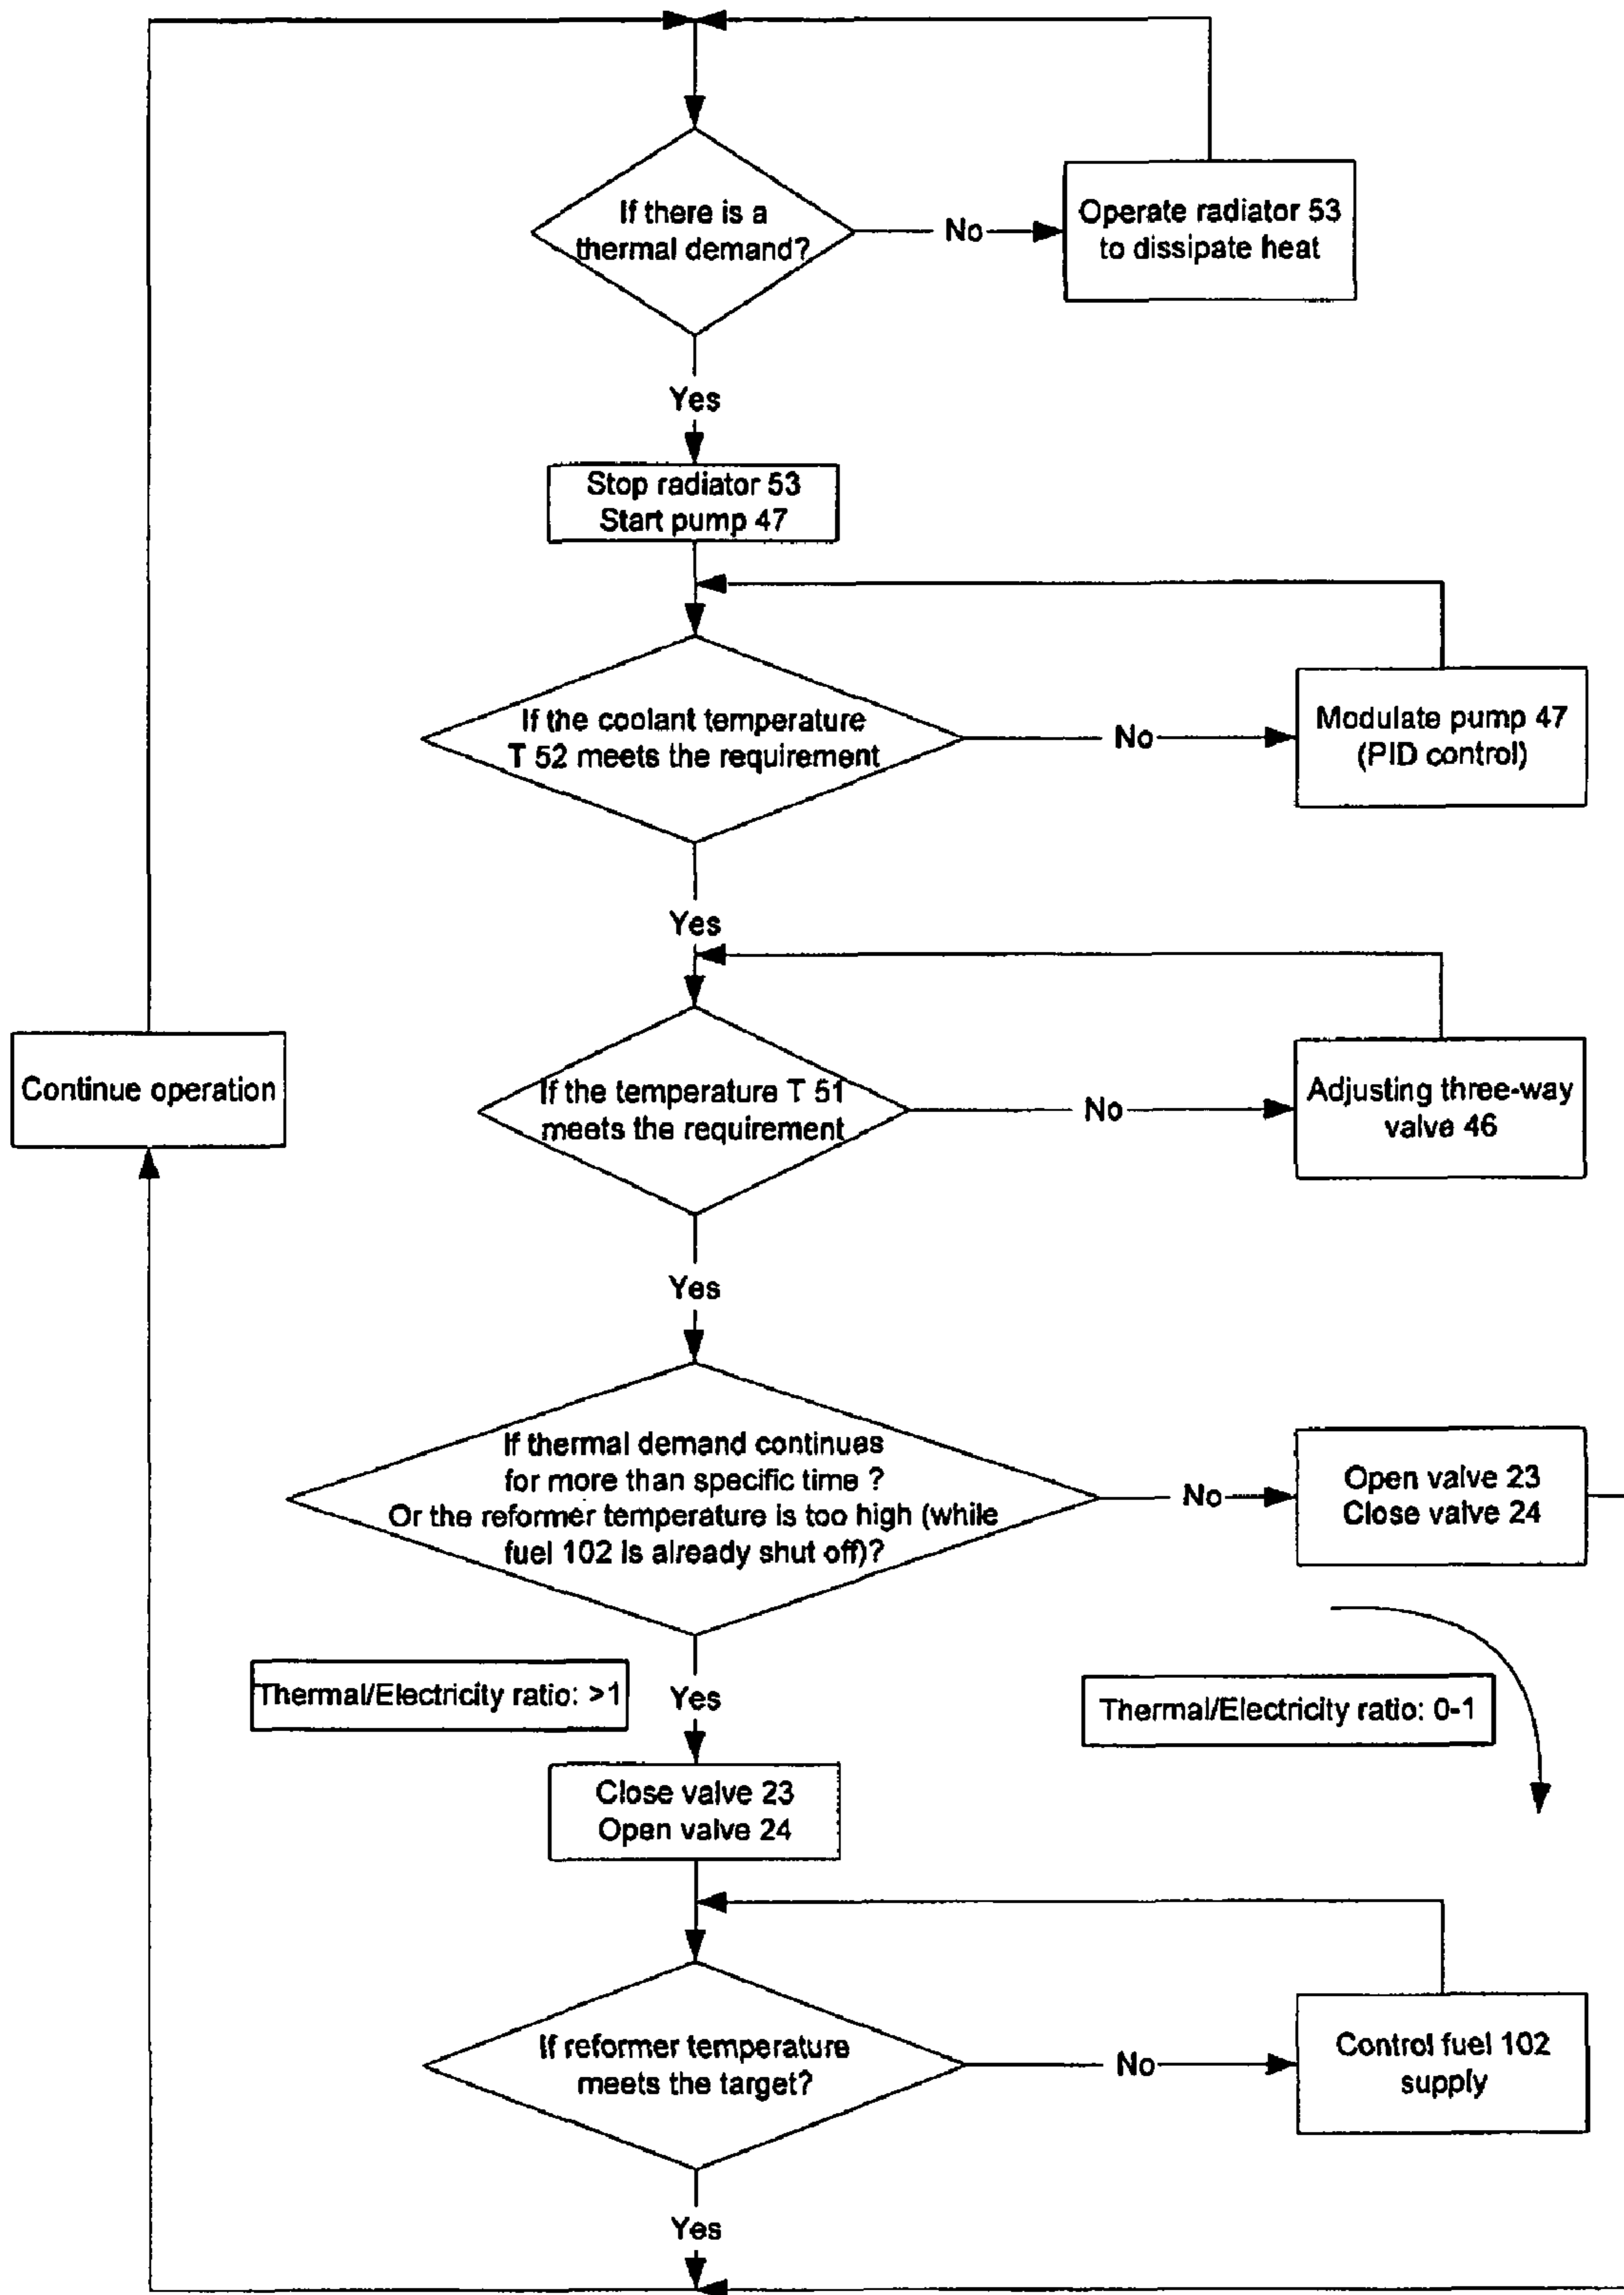 If there is a
thermal demand?
No
Operate radiator 53
to dissipate heat
Yes
Stop radiator 53
Start pump 47
If the coolant temperature
T 52 meets the requirement
No
Modulate pump 47
(PID control)
Yes
Continue operation
If the temperature T 51
meets the requirement
No
Adjusting three-way
valve 46
Yes
If thermal demand continues
for more than specific time ?
Or the reformer temperature is too high (while
fuel 102 is already shut off)?
No
Open valve 23
Close valve 24
Thermal/Electricity ratio: >1
Yes
Thermal/Electricity ratio: 0-1
Close valve 23
Open valve 24
If reformer temperature
meets the target?
No
Control fuel 102
supply
Yes